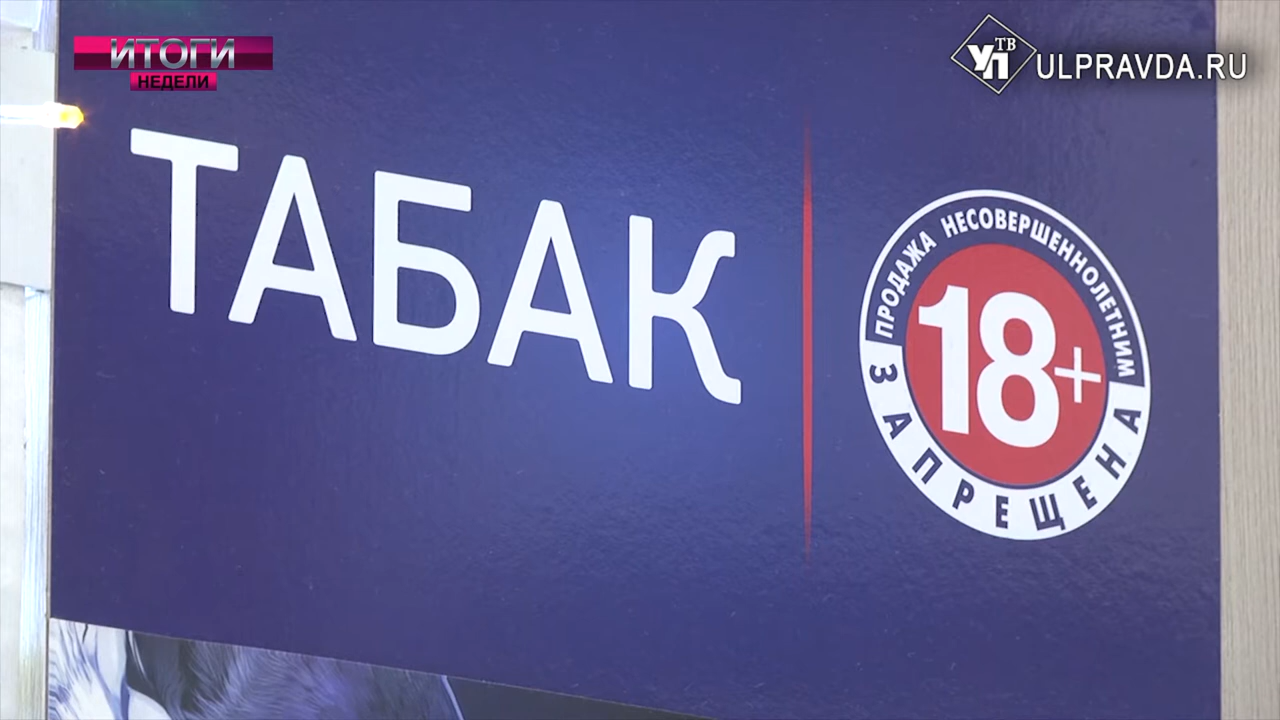 ИТОГИ
НЕДЕЛИ
УП ТВ
ULPRAVDA.RU
ТАБАК
ПРОДАЖА НЕСОВЕРШЕННОЛЕТНИМ
18+
ЗАПРЕЩЕНА